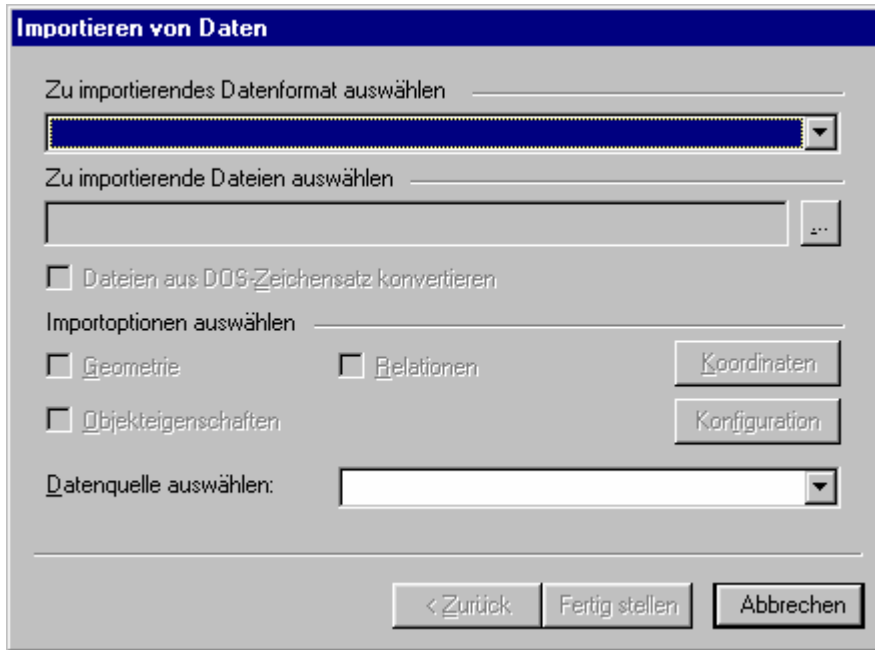 Importieren von Daten
Zu importierendes Datenformat auswählen
Zu importierende Dateien auswählen
...
Dateien aus DOS-Zeichensatz konvertieren
Importoptionen auswählen
Geometrie Relationen Koordinaten
Objekteigenschaften Konfiguration
Datenquelle auswählen:
< Zurück Fertig stellen Abbrechen